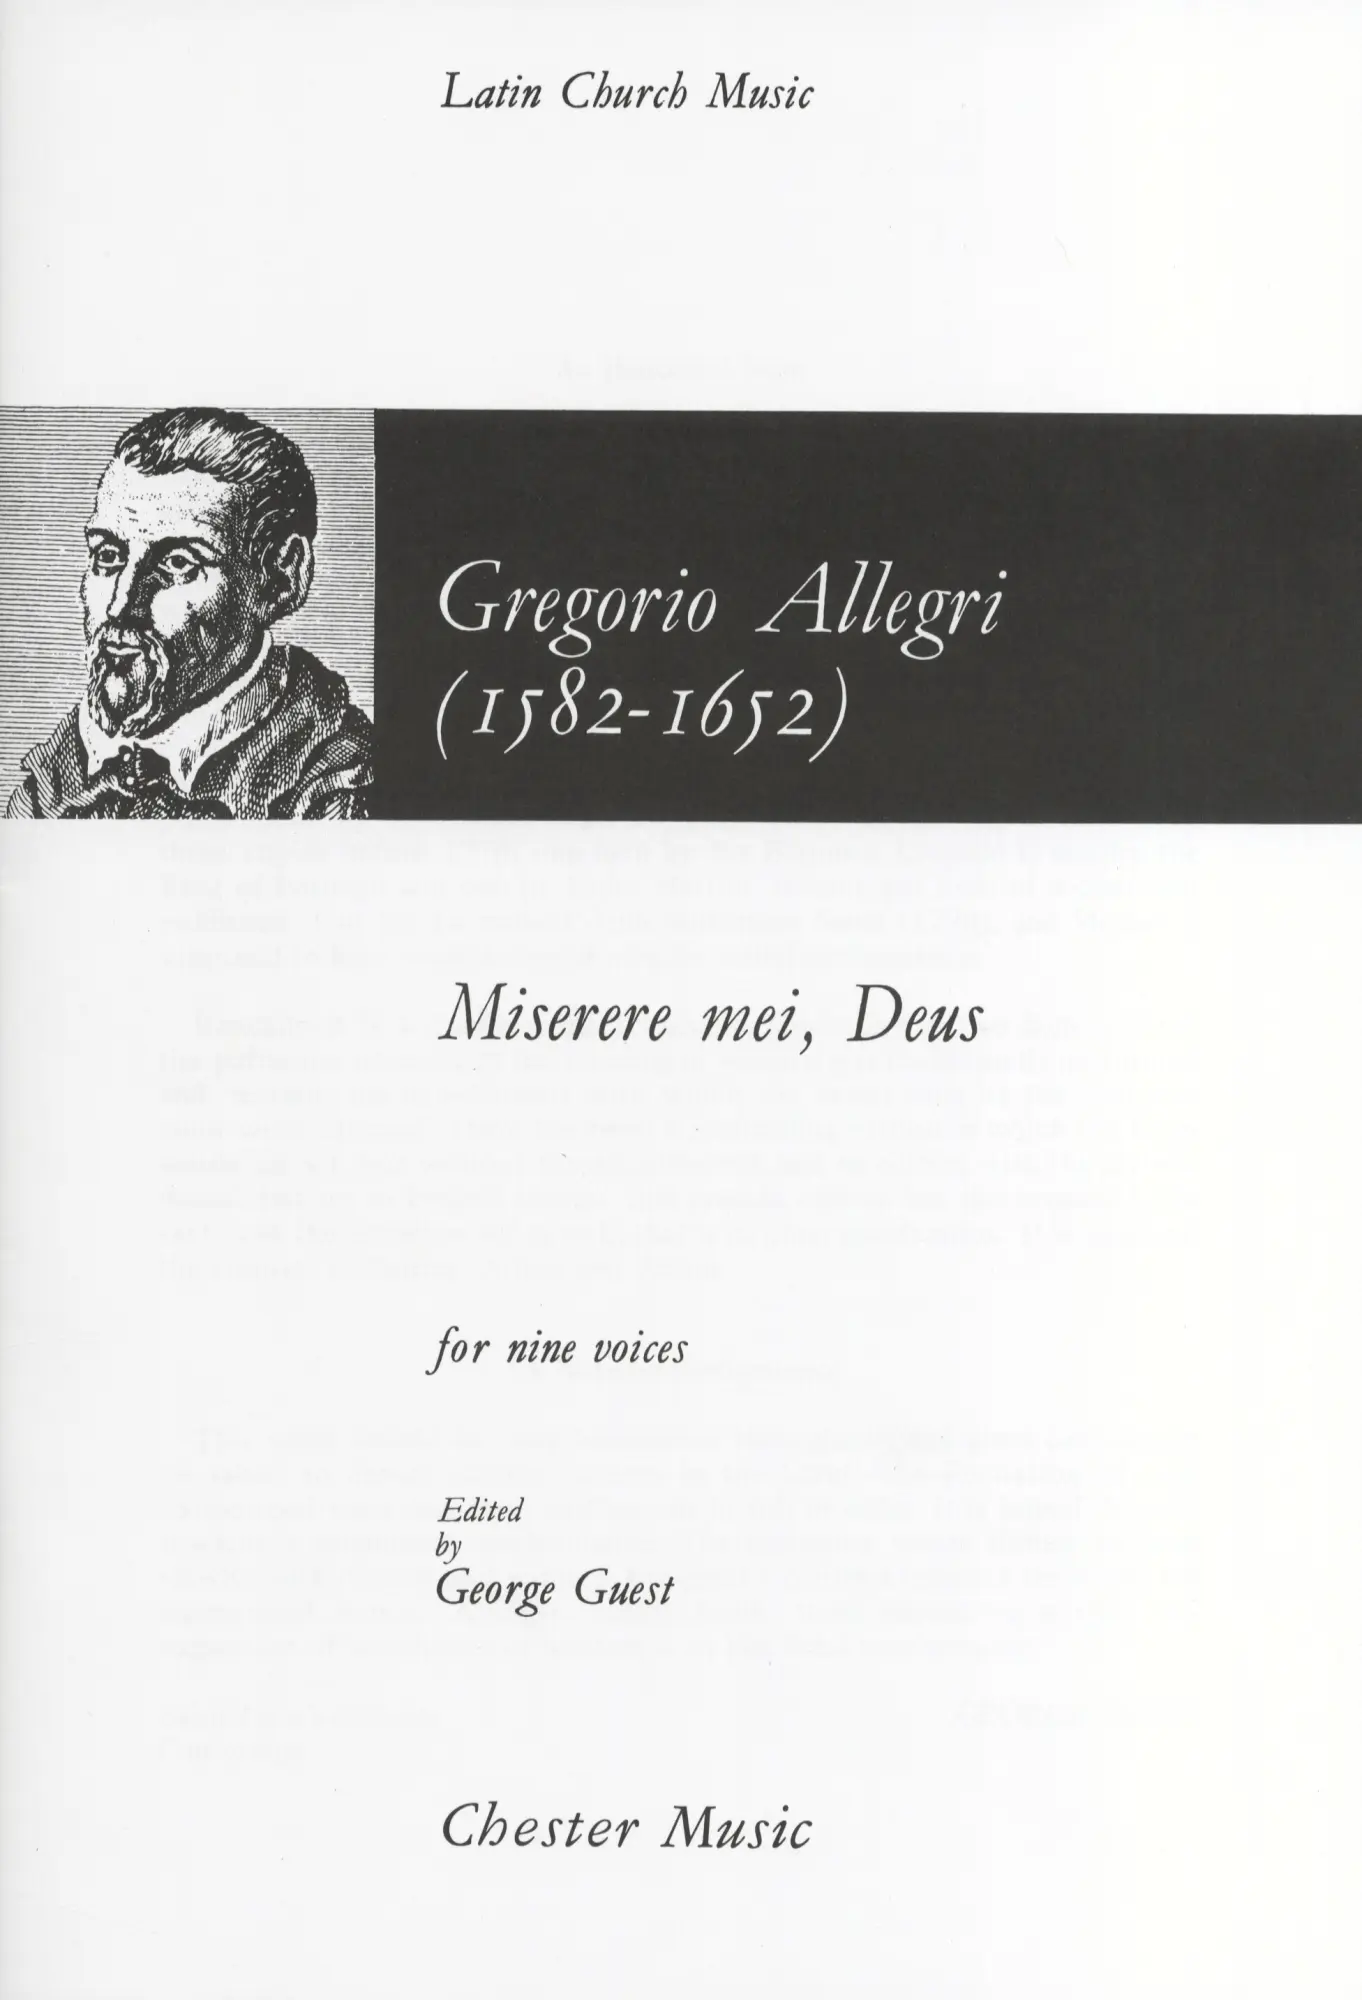 Latin Church Music
Gregorio Allegri
(1582-1652)
Miserere mei, Deus
for nine voices
Edited
by
George Guest
Chester Music